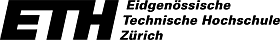 ETH Eidgenössische
Technische Hochschule
Zürich